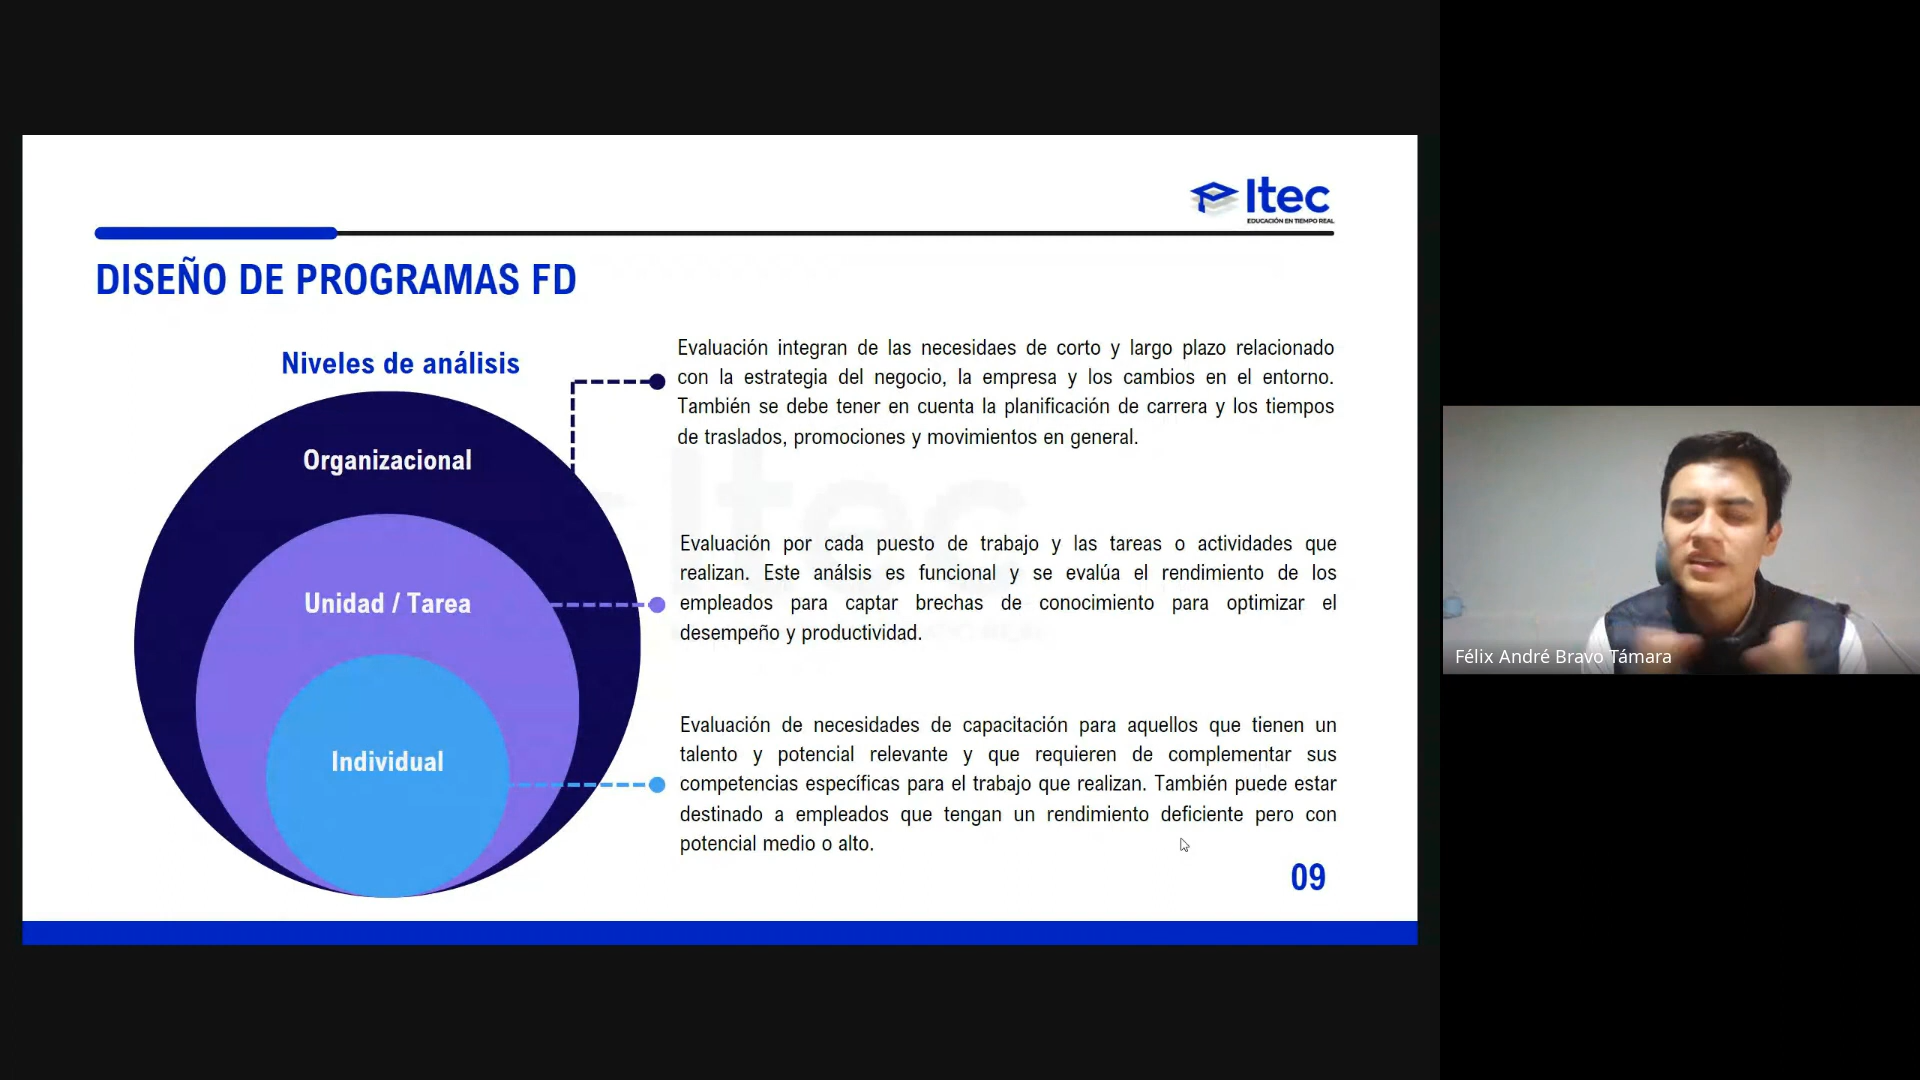 Itec
EDUCACIÓN EN TIEMPO REAL
DISEÑO DE PROGRAMAS FD
Niveles de análisis
Organizacional
Unidad / Tarea
Individual
Evaluación integran de las necesidaes de corto y largo plazo relacionado
con la estrategia del negocio, la empresa y los cambios en el entorno.
También se debe tener en cuenta la planificación de carrera y los tiempos
de traslados, promociones y movimientos en general.
Evaluación por cada puesto de trabajo y las tareas o actividades que
realizan. Este análsis es funcional y se evalúa el rendimiento de los
empleados para captar brechas de conocimiento para optimizar el
desempeño y productividad.
Evaluación de necesidades de capacitación para aquellos que tienen un
talento y potencial relevante y que requieren de complementar sus
competencias específicas para el trabajo que realizan. También puede estar
destinado a empleados que tengan un rendimiento deficiente pero con
potencial medio o alto.
09
Itec
Félix André Bravo Támara